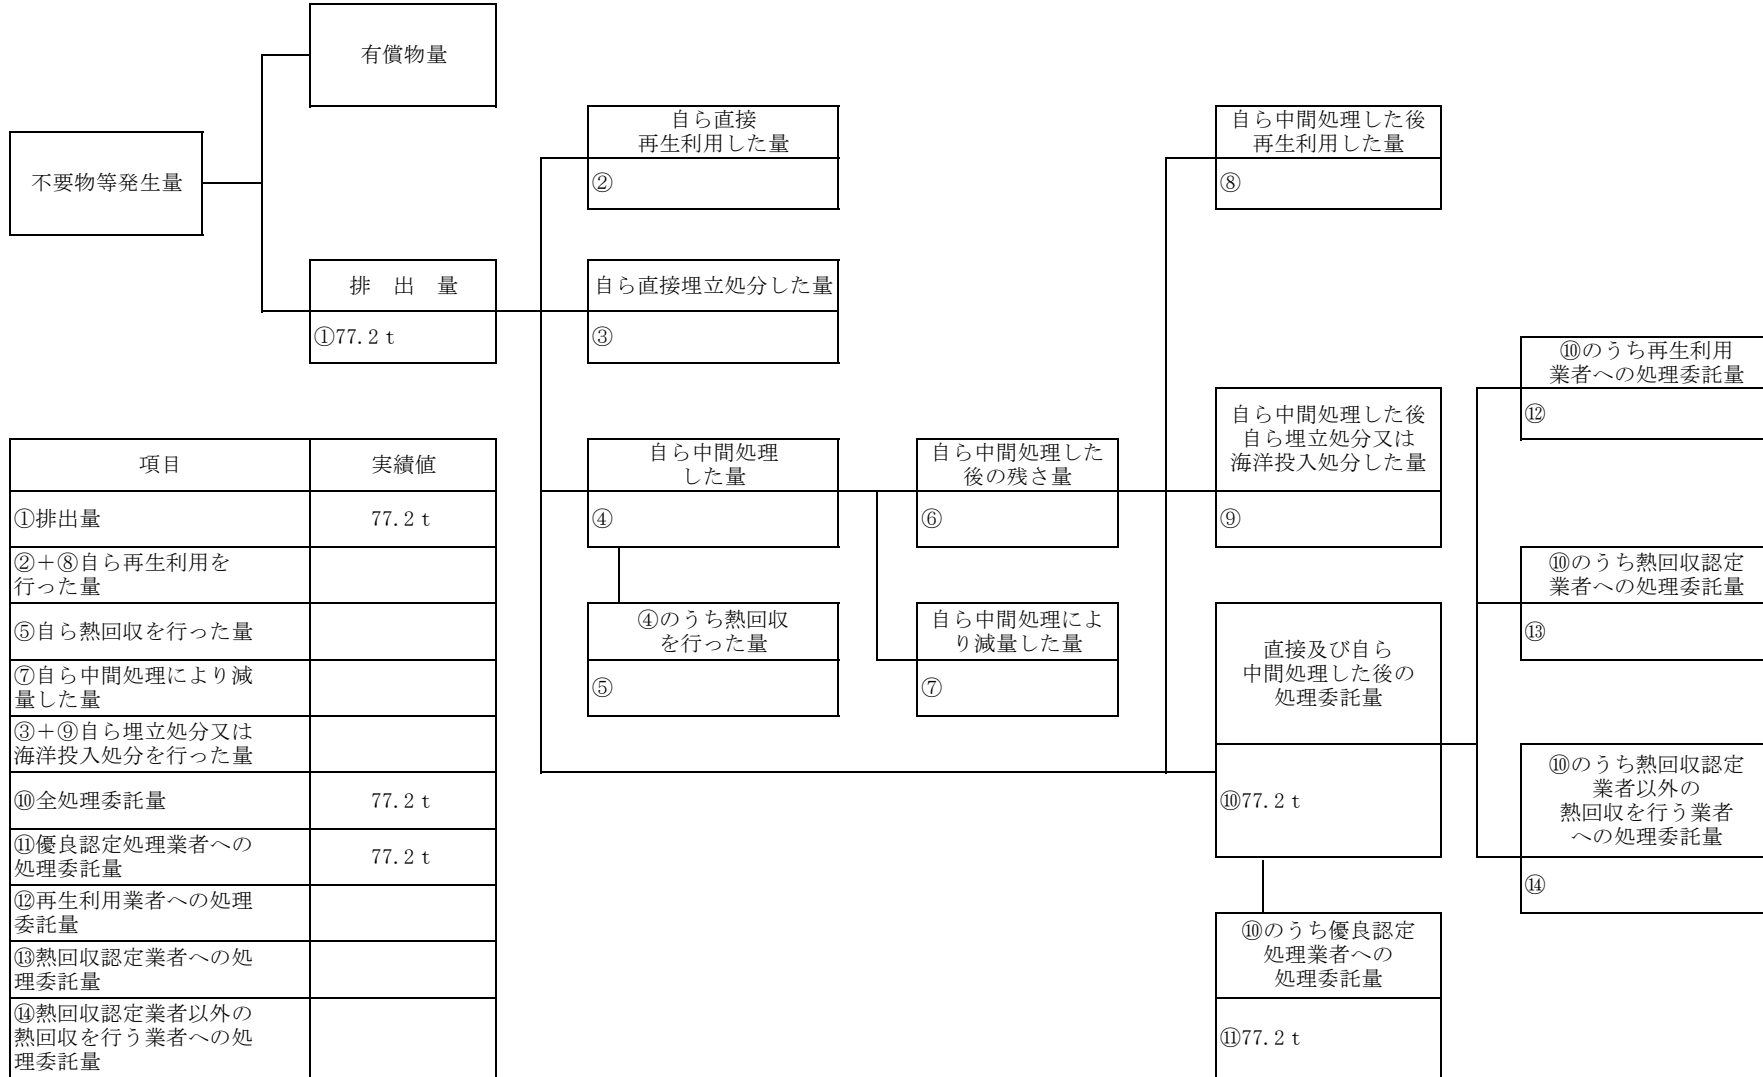 有償物量
不要物等発生量
排　出　量
①77.2ｔ
自ら直接
再生利用した量
②
自ら直接埋立処分した量
③
自ら中間処理
した量
④
④のうち熱回収
を行った量
⑤
自ら中間処理した
後の残さ量
⑥
自ら中間処理によ
り減量した量
⑦
自ら中間処理した後
再生利用した量
⑧
自ら中間処理した後
自ら埋立処分又は
海洋投入処分した量
⑨
直接及び自ら
中間処理した後の
処理委託量
⑩77.2ｔ
⑩のうち優良認定
処理業者への
処理委託量
⑪77.2ｔ
⑩のうち再生利用
業者への処理委託量
⑫
⑩のうち熱回収認定
業者への処理委託量
⑬
⑩のうち熱回収認定
業者以外の
熱回収を行う業者
への処理委託量
⑭
項目 実績値
①排出量 77.2ｔ
②＋⑧自ら再生利用を
行った量
⑤自ら熱回収を行った量
⑦自ら中間処理により減
量した量
③＋⑨自ら埋立処分又は
海洋投入処分を行った量
⑩全処理委託量 77.2ｔ
⑪優良認定処理業者への
処理委託量 77.2ｔ
⑫再生利用業者への処理
委託量
⑬熱回収認定業者への処
理委託量
⑭熱回収認定業者以外の
熱回収を行う業者への処
理委託量